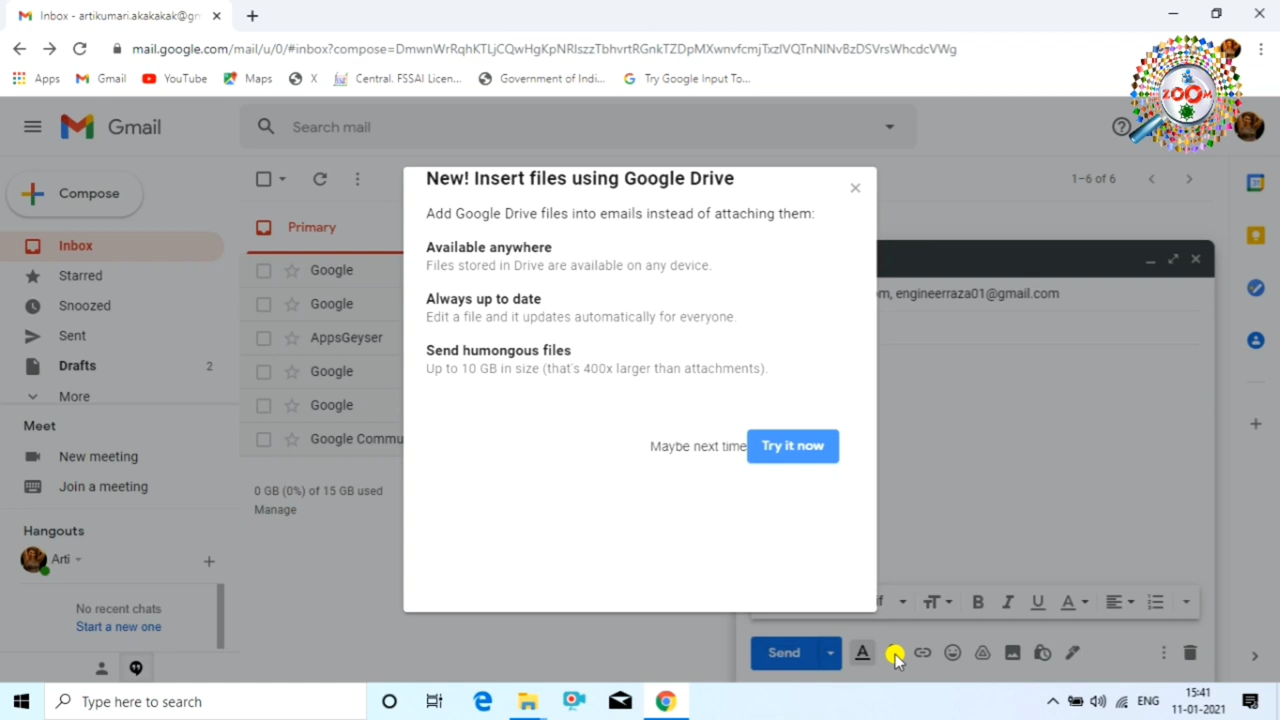 Inbox - artikumari.akakakak@gm
mail.google.com/mail/u/0/#inbox?compose=
Apps
Gmail
YouTube
Maps
X
Central. FSSAI Licen...
Government of Indi...
Try Google Input To...
ZOOM
Gmail
Search mail
Compose
1–6 of 6
Inbox
Starred
Snoozed
Sent
Drafts
2
More
Meet
New meeting
Join a meeting
Hangouts
Arti
No recent chats
Start a new one
Primary
Google
Google
AppsGeyser
Google
Google
Google Commu
0 GB (0%) of 15 GB used
Manage
New! Insert files using Google Drive
Add Google Drive files into emails instead of attaching them:
Available anywhere
Files stored in Drive are available on any device.
Always up to date
Edit a file and it updates automatically for everyone.
Send humongous files
Up to 10 GB in size (that's 400x larger than attachments).
Maybe next time
Try it now
om, engineerraza01@gmail.com
if
B I U A
Send
A
Type here to search
ENG
15:41
11-01-2021